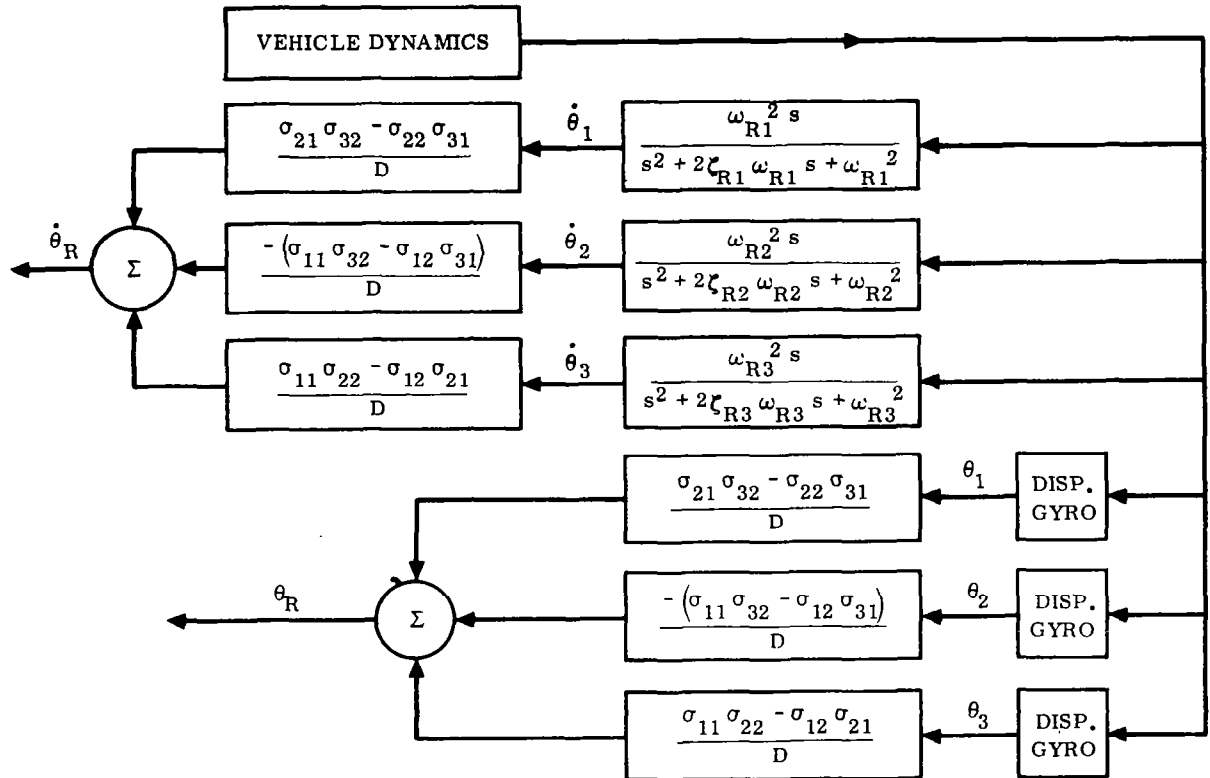 VEHICLE DYNAMICS
σ21 σ32 - σ22 σ31
D
θ̇1
ωR1² s
s² + 2ζR1 ωR1 s + ωR1²
θ̇R
Σ
- (σ11 σ32 - σ12 σ31)
D
θ̇2
ωR2² s
s² + 2ζR2 ωR2 s + ωR2²
σ11 σ22 - σ12 σ21
D
θ̇3
ωR3² s
s² + 2ζR3 ωR3 s + ωR3²
σ21 σ32 - σ22 σ31
D
θ1
DISP.
GYRO
θR
Σ
- (σ11 σ32 - σ12 σ31)
D
θ2
DISP.
GYRO
σ11 σ22 - σ12 σ21
D
θ3
DISP.
GYRO